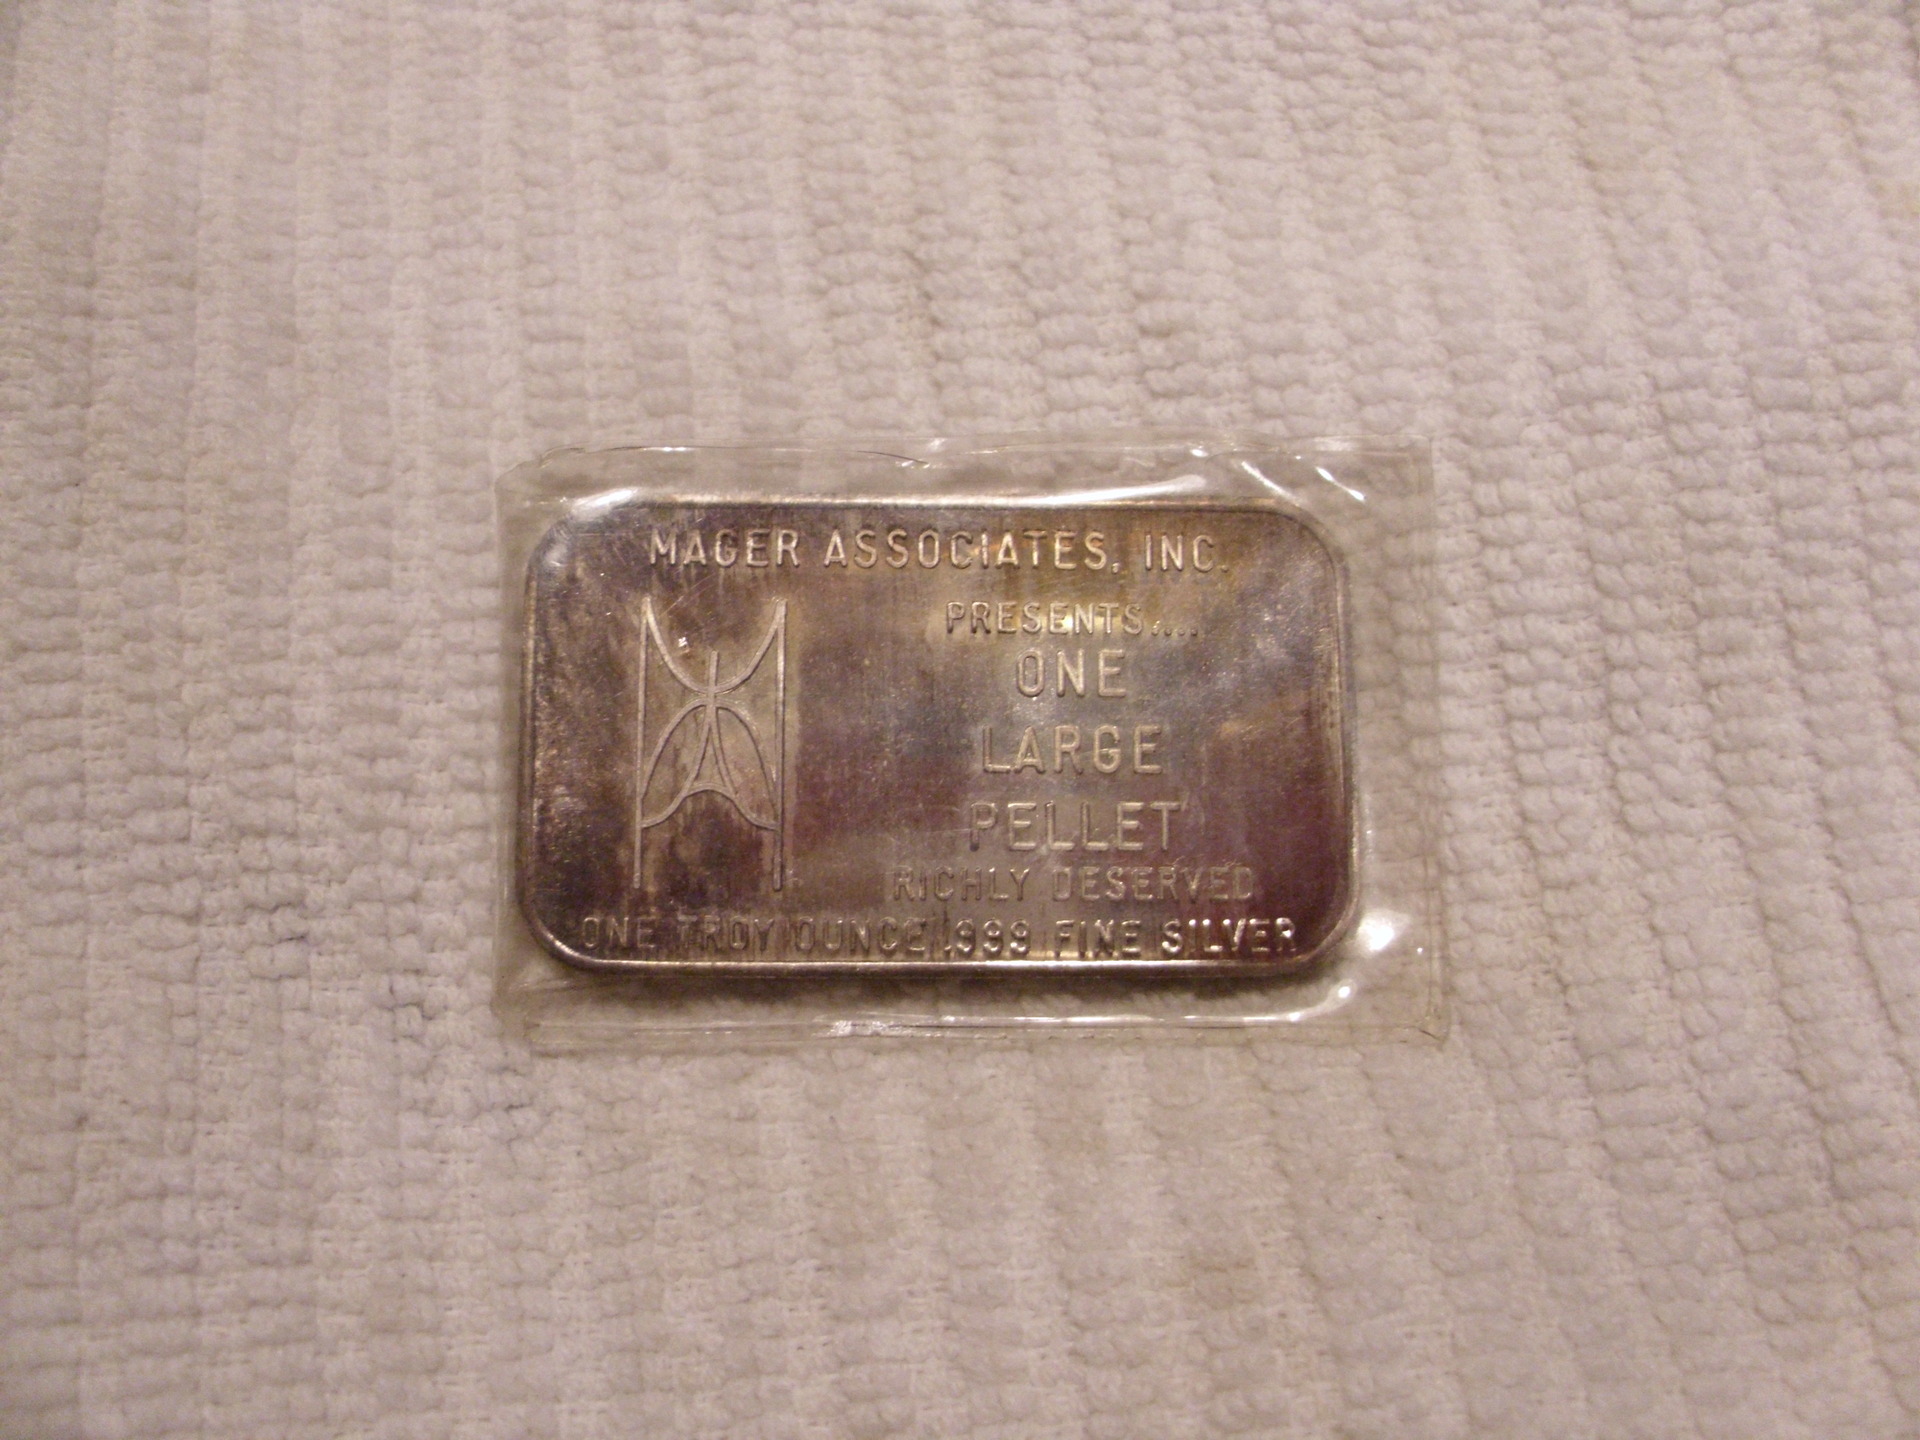 MAGER ASSOCIATES, INC.
PRESENTS....
ONE
LARGE
PELLET
RICHLY DESERVED
ONE TROY OUNCE .999 FINE SILVER